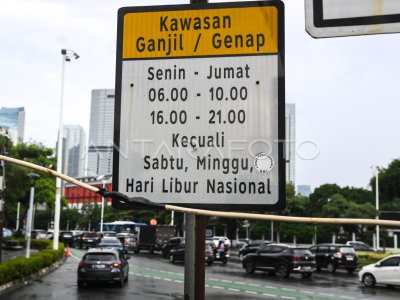 Kawasan
Ganjil / Genap
Senin - Jumat
06.00 - 10.00
16.00 - 21.00
Kecuali
Sabtu, Minggu,
Hari Libur Nasional